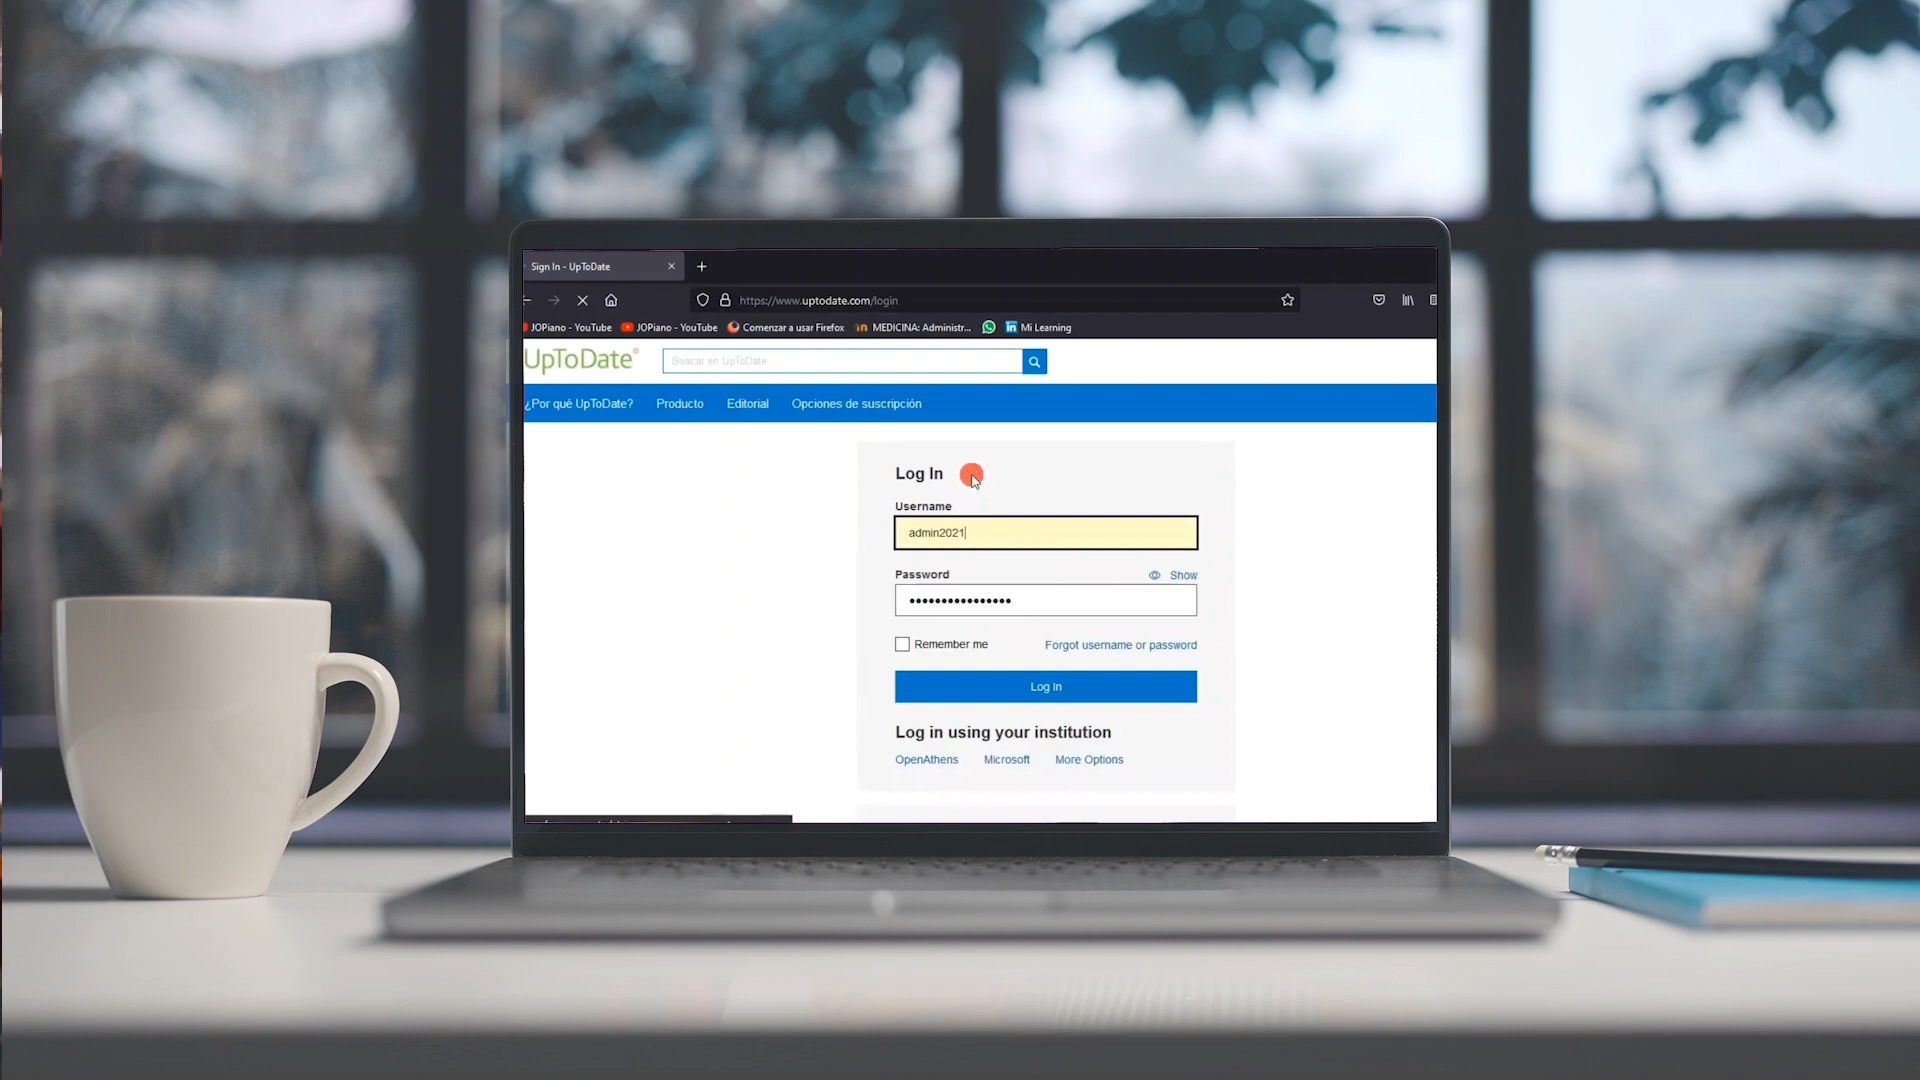 Sign In - UpToDate
https://www.uptodate.com/login
JOPiano - YouTube JOPiano - YouTube Comenzar a usar Firefox MEDICINA: Administr... Mi Learning
UpToDate® Buscar en UpToDate
¿Por qué UpToDate? Producto Editorial Opciones de suscripción
Log In
Username
admin2021
Password Show
Remember me Forgot username or password
Log In
Log in using your institution
OpenAthens Microsoft More Options